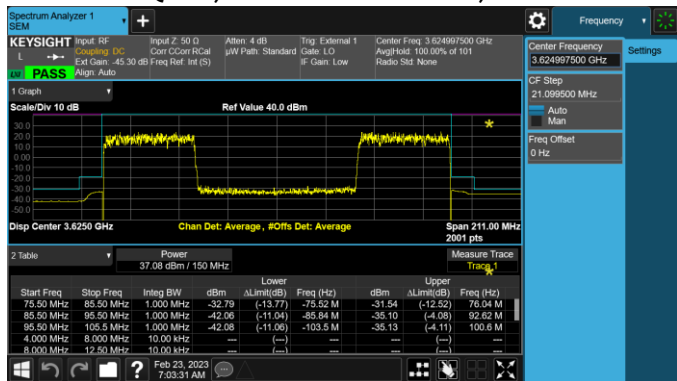 Spectrum Analyzer 1
SEM
Frequency
KEYSIGHT Input: RF Input Z: 50 Ω Atten: 4 dB Trig: External 1 Center Freq: 3.624997500 GHz
L Coupling: DC Corr CCorr RCal µW Path: Standard Gate: LO Avg|Hold: 100.00% of 101
Ext Gain: -45.30 dB Freq Ref: Int (S) IF Gain: Low Radio Std: None
PASS Align: Auto
Center Frequency
3.624997500 GHz
Settings
CF Step
21.099500 MHz
Auto
Man
Freq Offset
0 Hz
1 Graph
Scale/Div 10 dB Ref Value 40.0 dBm
30.0
20.0
10.0
0.00
-10.0
-20.0
-30.0
-40.0
-50.0
Disp Center 3.6250 GHz Chan Det: Average, #Offs Det: Average Span 211.00 MHz
2001 pts
2 Table Power Measure Trace
37.08 dBm / 150 MHz Trace 1
Lower Upper
Start Freq Stop Freq Integ BW dBm ΔLimit(dB) Freq (Hz) dBm ΔLimit(dB) Freq (Hz)
75.50 MHz 85.50 MHz 1.000 MHz -32.79 (-13.77) -75.52 M -31.54 (-12.52) 76.04 M
85.50 MHz 95.50 MHz 1.000 MHz -42.06 (-11.04) -85.84 M -35.10 (-4.08) 92.62 M
95.50 MHz 105.5 MHz 1.000 MHz -42.08 (-11.06) -103.5 M -35.13 (-4.11) 100.6 M
4.000 MHz 8.000 MHz 10.00 kHz --- (---) --- (---)
8.000 MHz 12.50 MHz 10.00 kHz --- (---) --- (---)
? Feb 23, 2023
7:03:31 AM